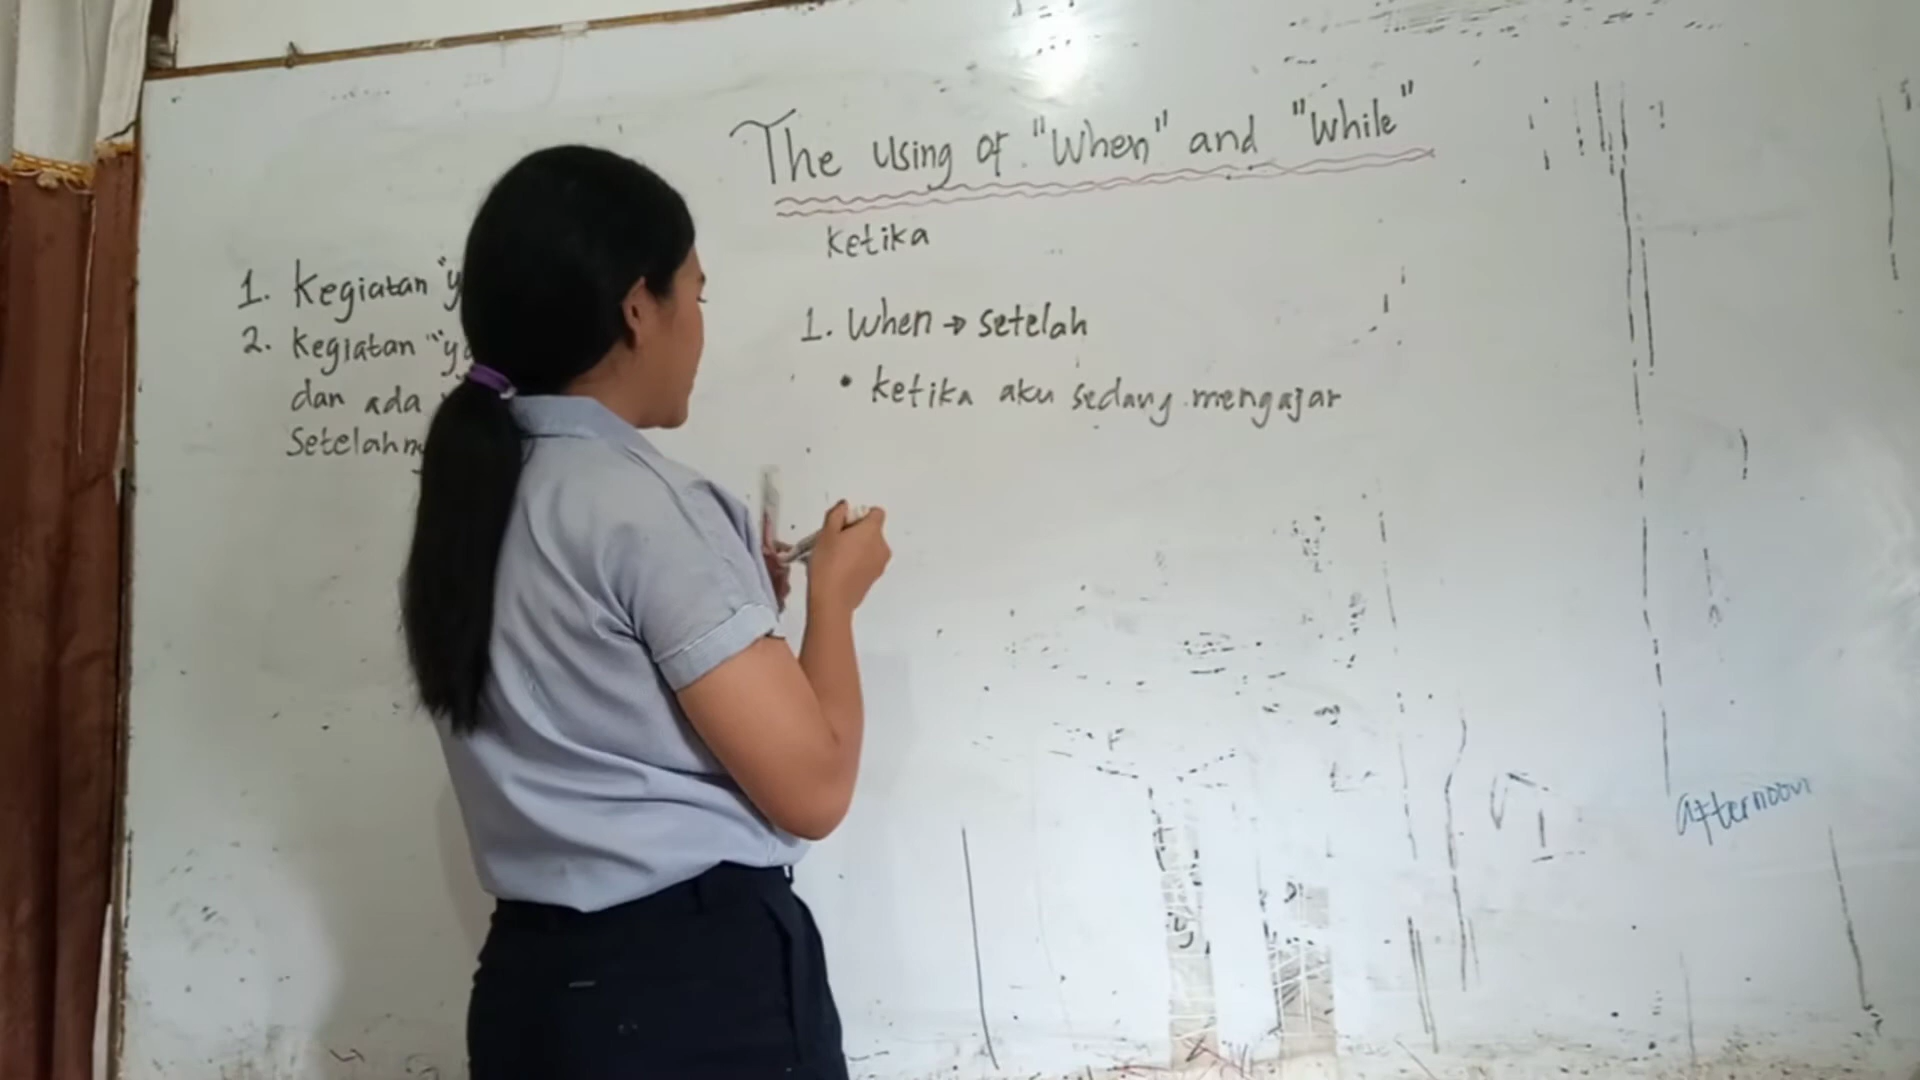 The Using of "When" and "While"
Ketika
1. Kegiatan
2. Kegiatan
dan ada
1. When → setelah
• Ketika aku sedang mengajar
afternoon